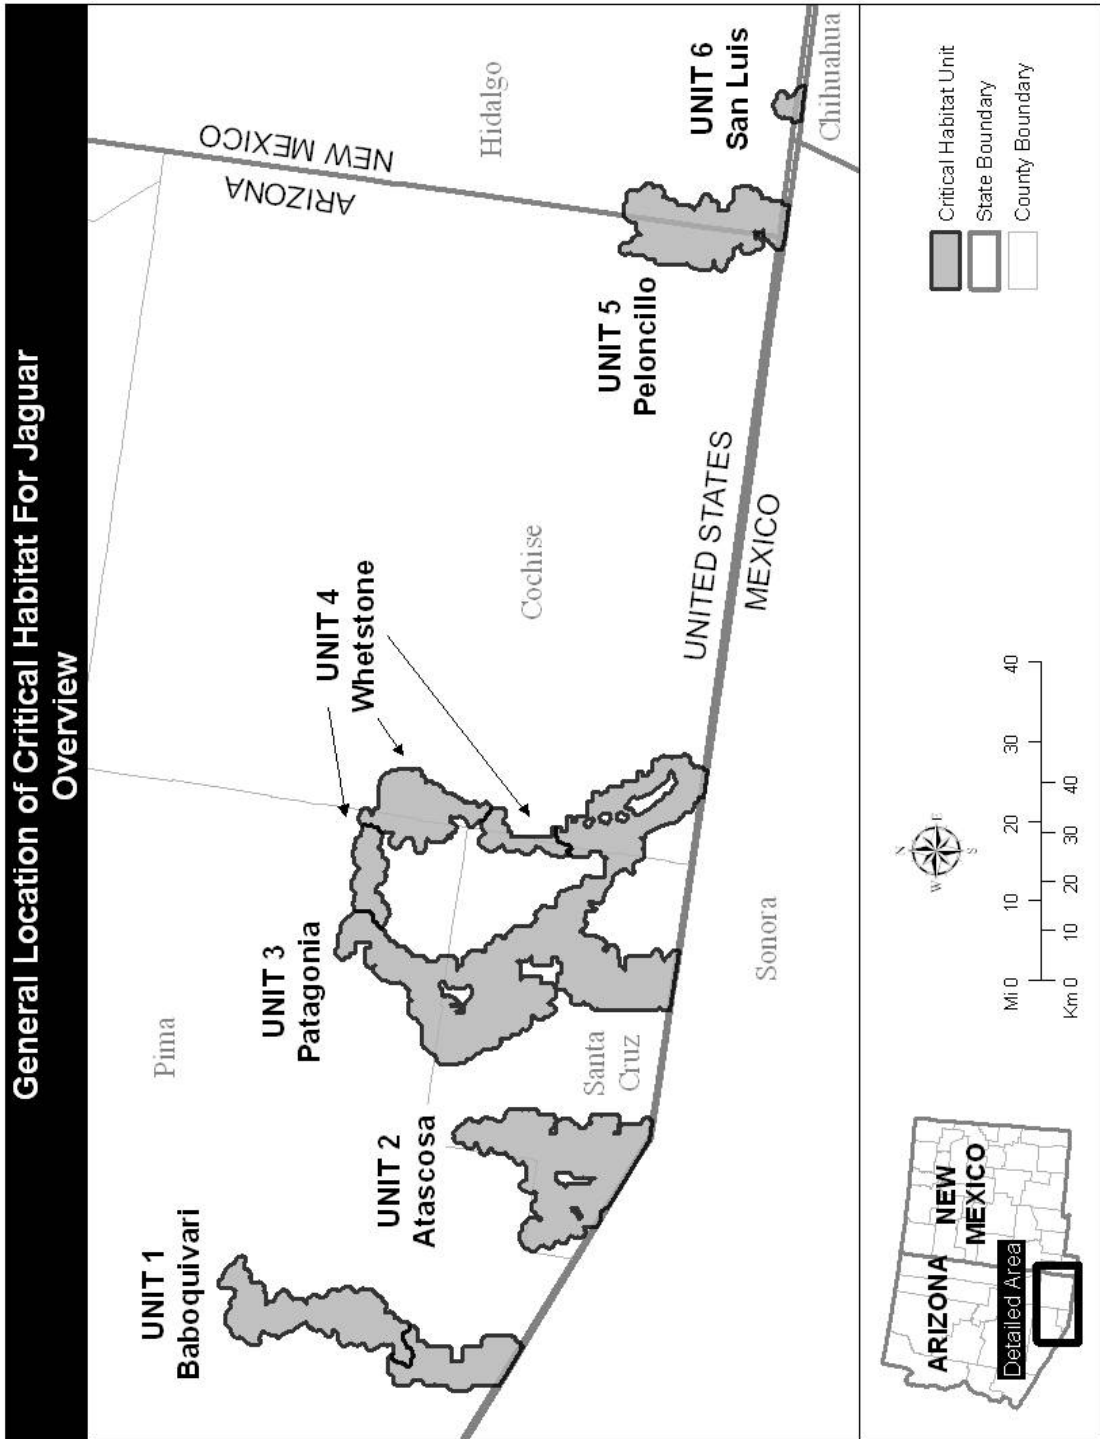 General Location of Critical Habitat For Jaguar
Overview
UNIT 1
Baboquivari
Pima
UNIT 2
Atascosa
UNIT 3
Patagonia
Santa
Cruz
UNIT 4
Whetstone
Cochise
Sonora
UNITED STATES
MEXICO
UNIT 5
Peloncillo
ARIZONA
NEW MEXICO
Hidalgo
UNIT 6
San Luis
Chihuahua
ARIZONA
NEW
MEXICO
Detailed Area
N
W
E
S
Mi 0 10 20 30 40
Km 0 10 20 30 40
Critical Habitat Unit
State Boundary
County Boundary